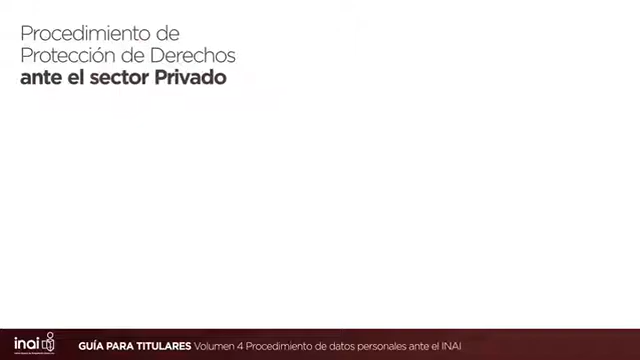 Procedimiento de
Protección de Derechos
ante el sector Privado
inai
GUÍA PARA TITULARES Volumen 4 Procedimiento de datos personales ante el INAI